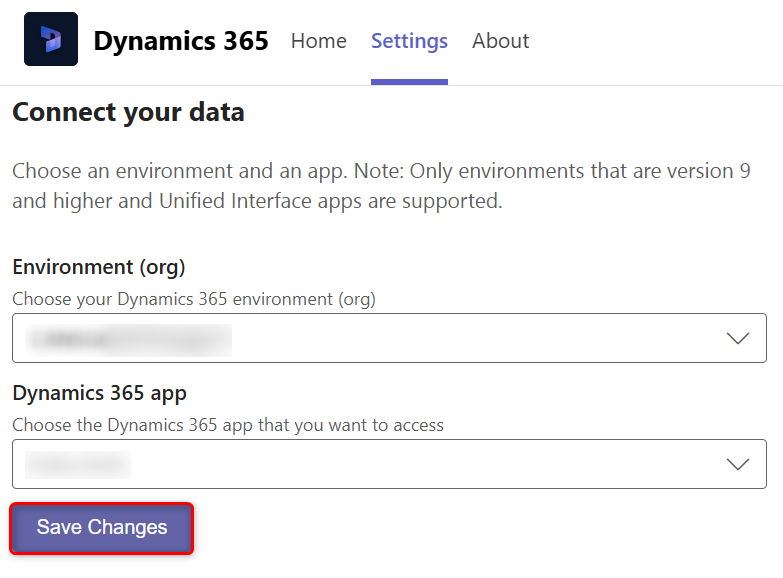 Dynamics 365 Home Settings About
Connect your data
Choose an environment and an app. Note: Only environments that are version 9
and higher and Unified Interface apps are supported.
Environment (org)
Choose your Dynamics 365 environment (org)
Dynamics 365 app
Choose the Dynamics 365 app that you want to access
Save Changes